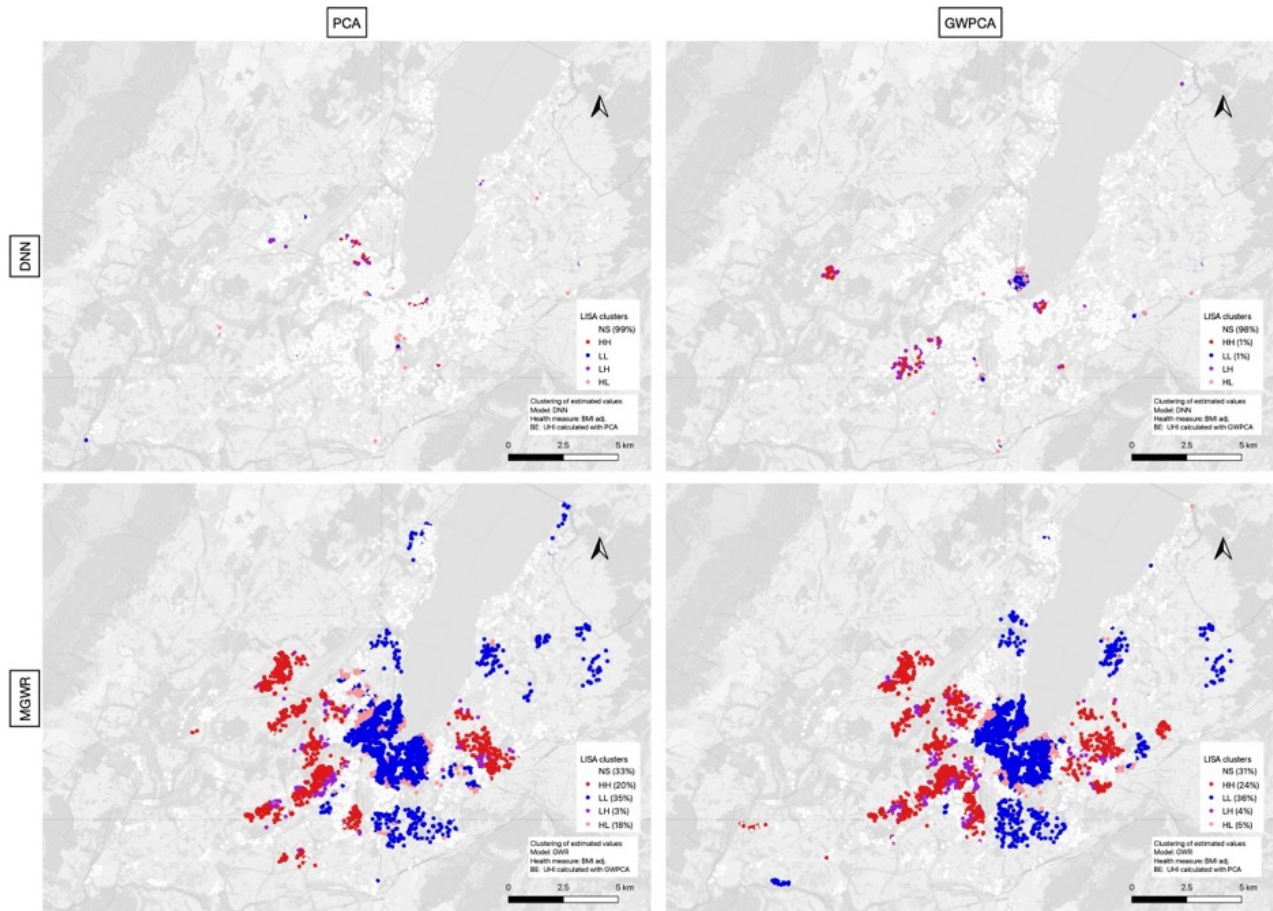 PCA
GWPCA
DNN
LISA clusters
NS (99%)
HH
LL
LH
HL
Clustering of estimated values
Model: DNN
Health measure: BMI adj.
BE: UHI calculated with PCA
0 2.5 5 km
LISA clusters
NS (98%)
HH (1%)
LL (1%)
LH
HL
Clustering of estimated values
Model: DNN
Health measure: BMI adj.
BE: UHI calculated with GWPCA
0 2.5 5 km
MGWR
LISA clusters
NS (33%)
HH (20%)
LL (35%)
LH (3%)
HL (18%)
Clustering of estimated values
Model: GWR
Health measure: BMI adj.
BE: UHI calculated with GWPCA
0 2.5 5 km
LISA clusters
NS (31%)
HH (24%)
LL (36%)
LH (4%)
HL (5%)
Clustering of estimated values
Model: GWR
Health measure: BMI adj.
BE: UHI calculated with PCA
0 2.5 5 km